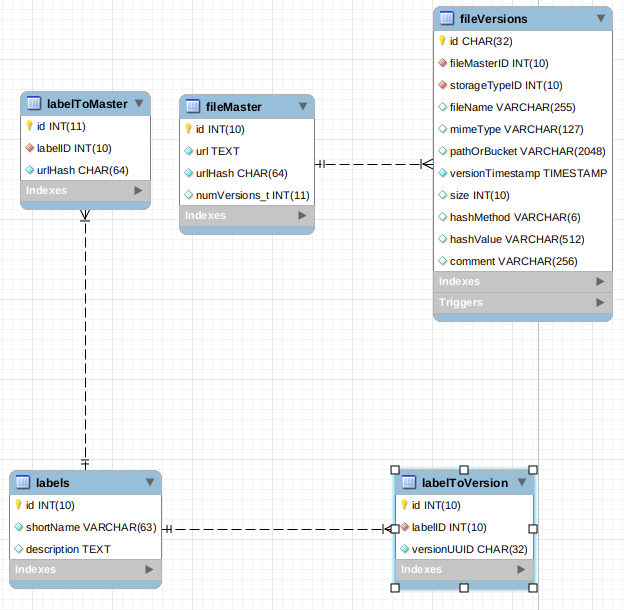 fileVersions
id CHAR(32)
fileMasterID INT(10)
storageTypeID INT(10)
fileName VARCHAR(255)
mimeType VARCHAR(127)
pathOrBucket VARCHAR(2048)
versionTimestamp TIMESTAMP
size INT(10)
hashMethod VARCHAR(6)
hashValue VARCHAR(512)
comment VARCHAR(256)
Indexes
Triggers
labelToMaster
id INT(11)
labelID INT(10)
urlHash CHAR(64)
Indexes
fileMaster
id INT(10)
url TEXT
urlHash CHAR(64)
numVersions_t INT(11)
Indexes
labels
id INT(10)
shortName VARCHAR(63)
description TEXT
Indexes
labelToVersion
id INT(10)
labelID INT(10)
versionUUID CHAR(32)
Indexes